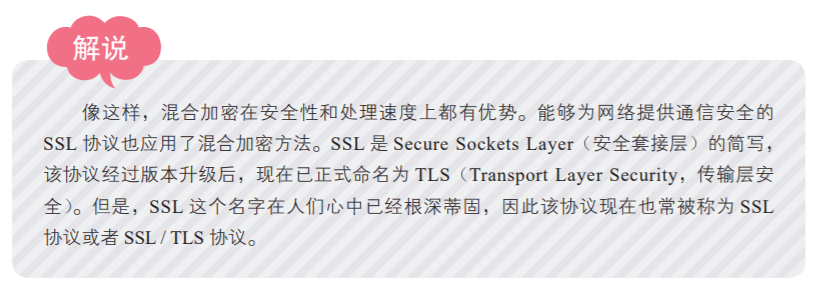 解说
像这样，混合加密在安全性和处理速度上都有优势。能够为网络提供通信安全的
SSL 协议也应用了混合加密方法。SSL 是 Secure Sockets Layer（安全套接层）的简写，
该协议经过版本升级后，现在已正式命名为 TLS（Transport Layer Security，传输层安
全）。但是，SSL 这个名字在人们心中已经根深蒂固，因此该协议现在也常被称为 SSL
协议或者 SSL / TLS 协议。